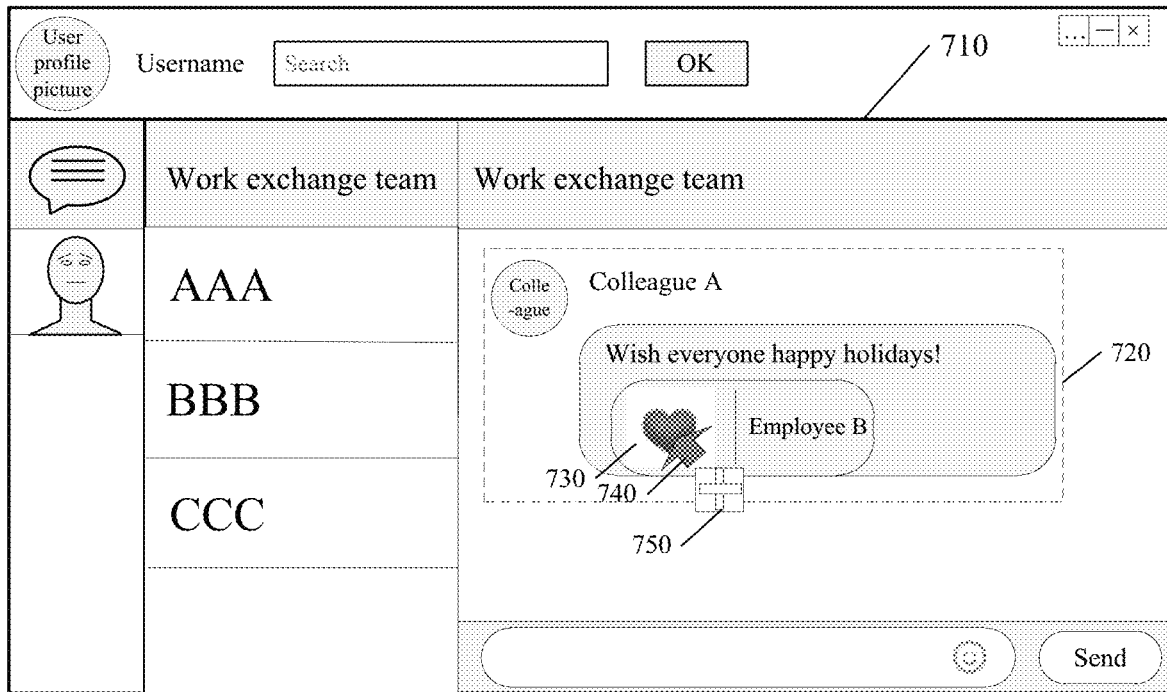 User
profile
picture
Username
Search
OK
... — ×
710
Work exchange team
Work exchange team
AAA
BBB
CCC
Colle
-ague
Colleague A
Wish everyone happy holidays!
720
Employee B
730
740
750
Send